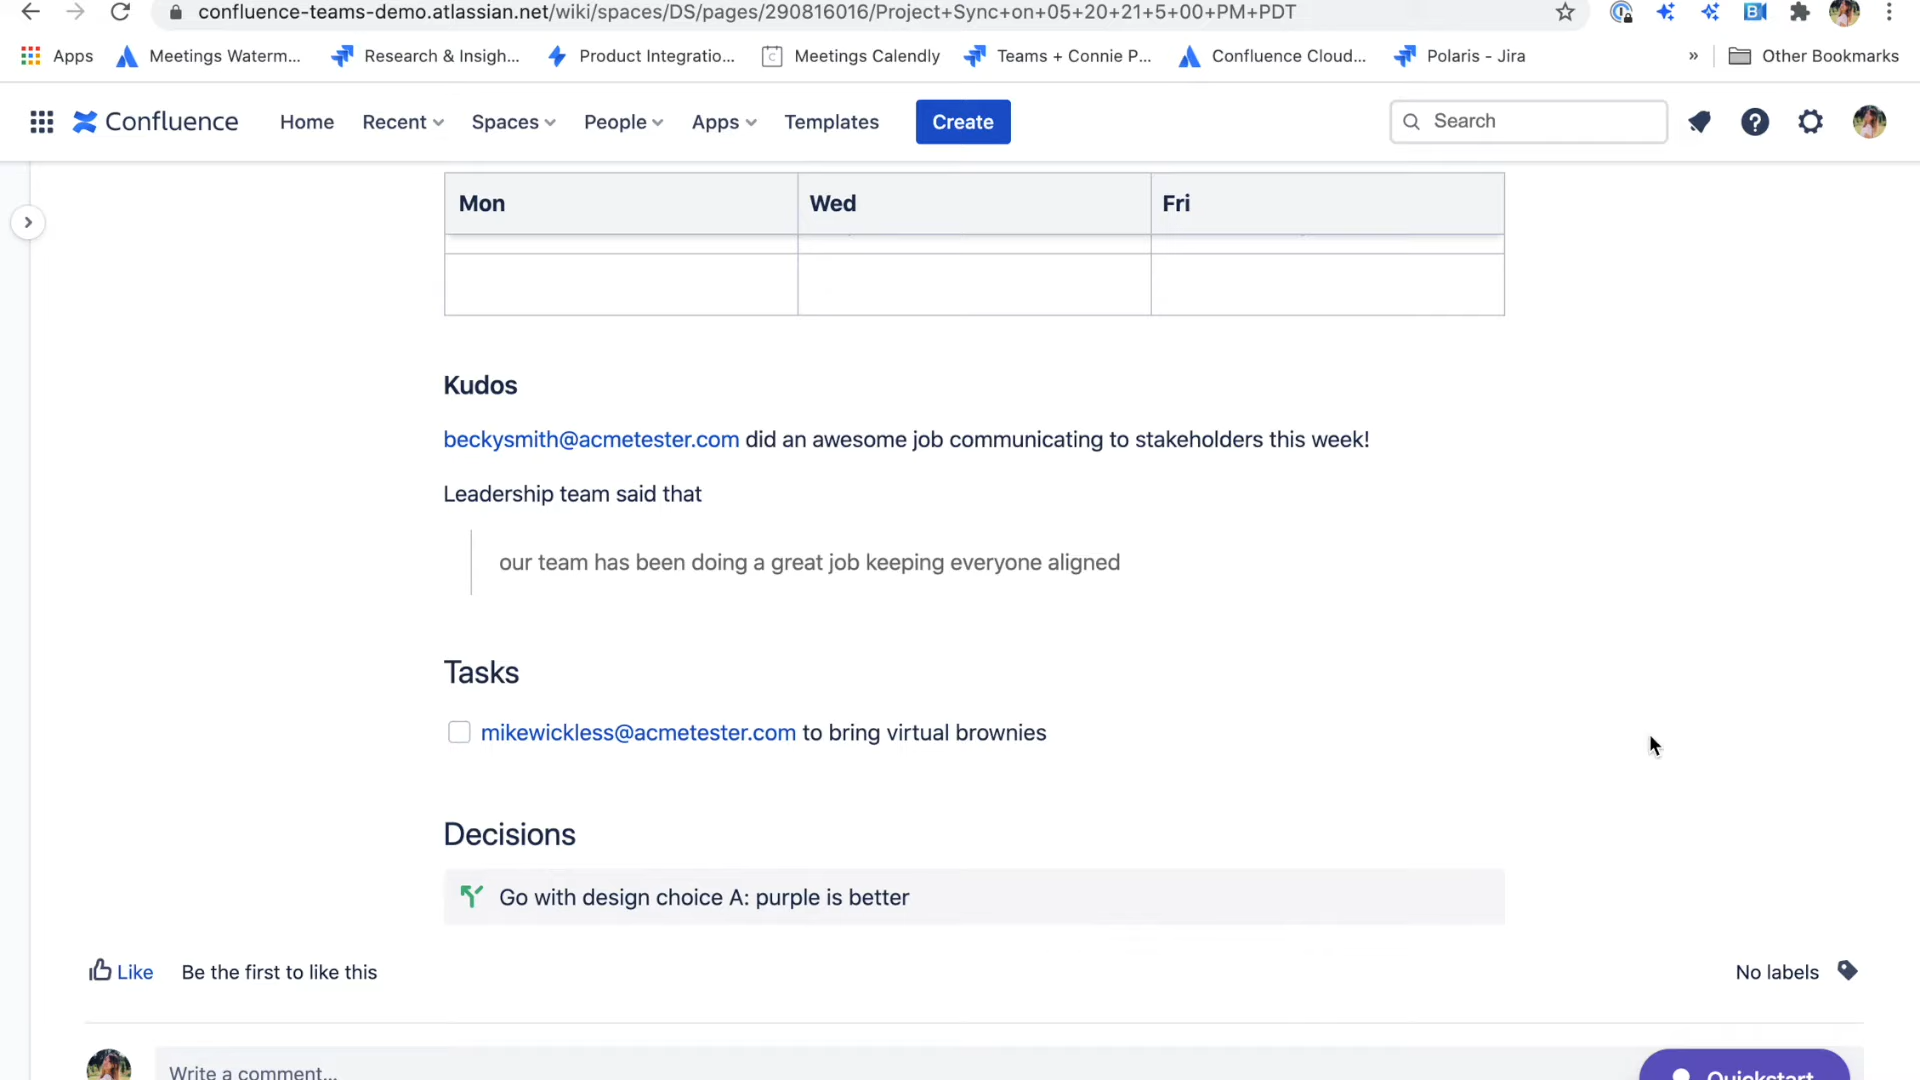 confluence-teams-demo.atlassian.net/wiki/spaces/DS/pages/290816016/Project+Sync+on+05+20+21+5+00+PM+PDT
Apps Meetings Waterm... Research & Insigh... Product Integratio... Meetings Calendly Teams + Connie P... Confluence Cloud... Polaris - Jira » Other Bookmarks
Confluence Home Recent Spaces People Apps Templates Create Search
Mon Wed Fri
Kudos
beckysmith@acmetester.com did an awesome job communicating to stakeholders this week!
Leadership team said that
our team has been doing a great job keeping everyone aligned
Tasks
mikewickless@acmetester.com to bring virtual brownies
Decisions
Go with design choice A: purple is better
Like Be the first to like this No labels
Write a comment... Quickstart